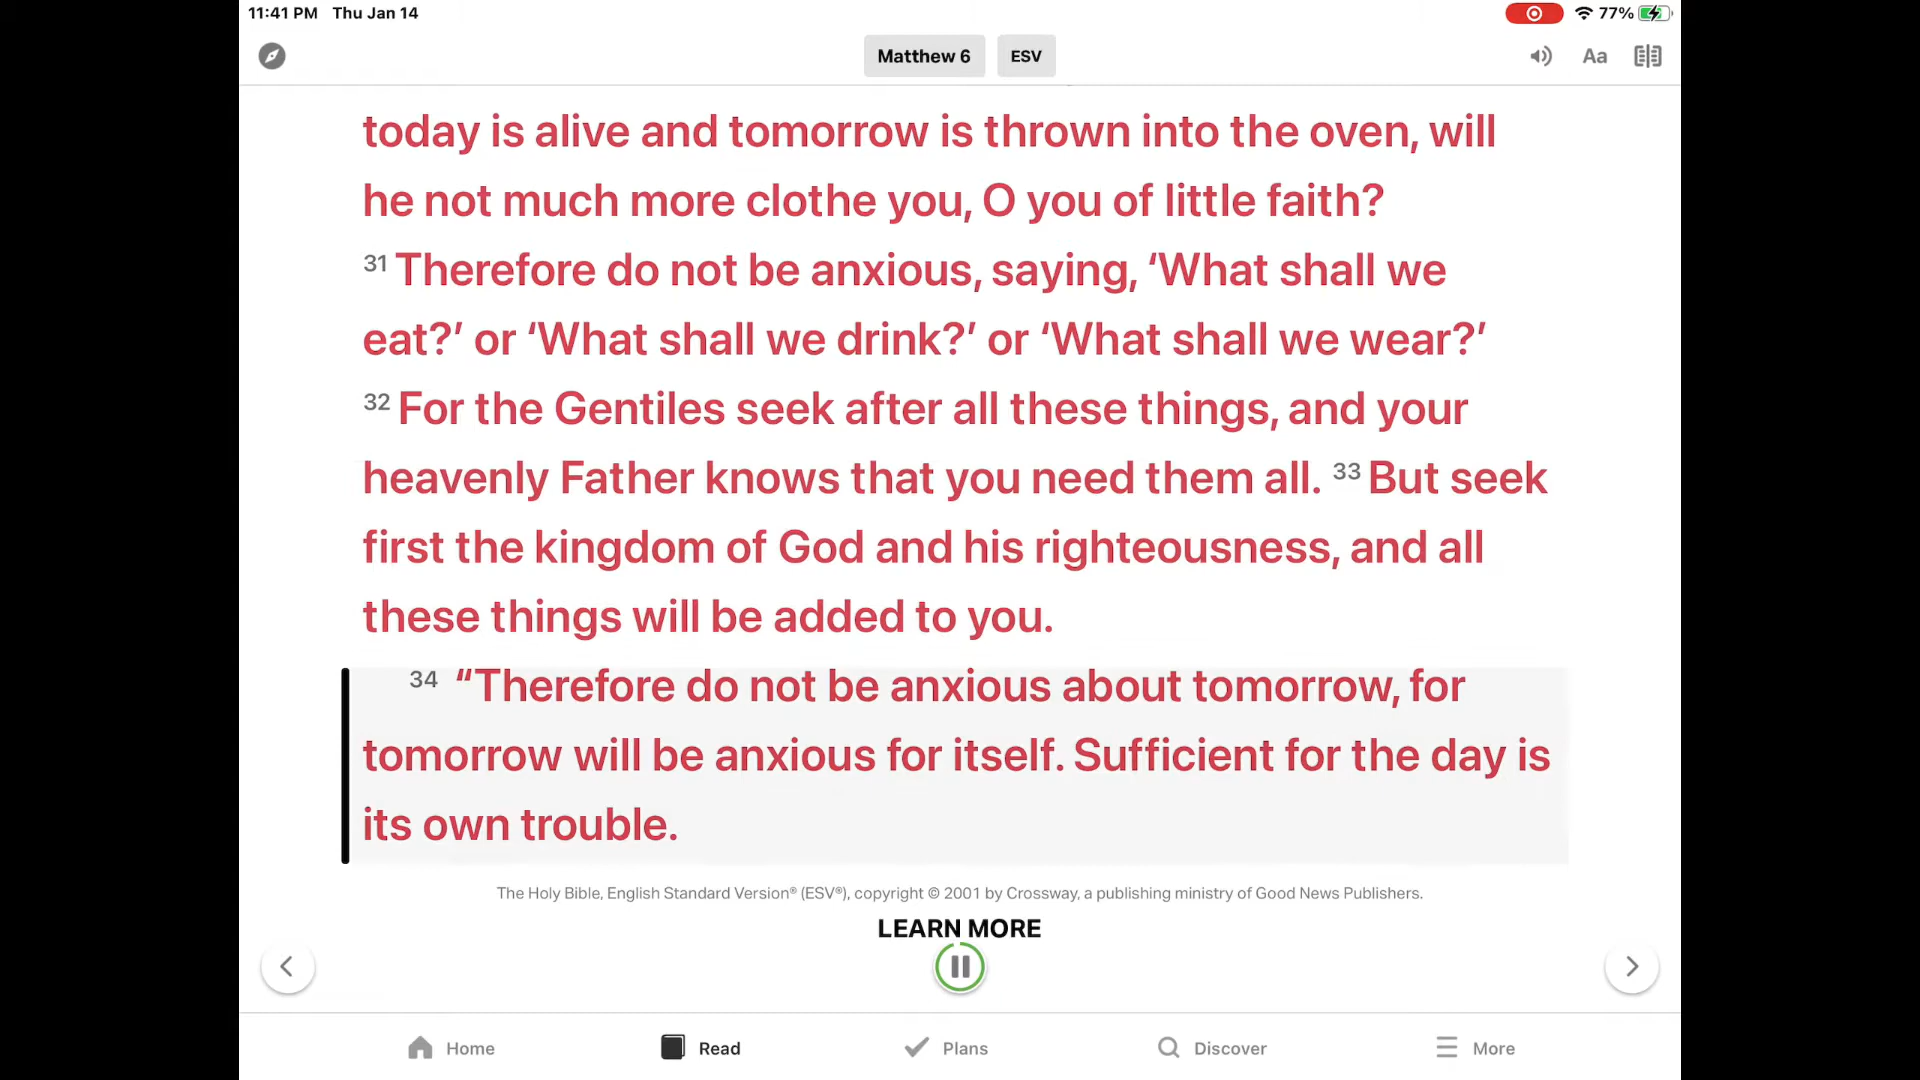 11:41 PM Thu Jan 14 77%
Matthew 6 ESV Aa
today is alive and tomorrow is thrown into the oven, will
he not much more clothe you, O you of little faith?
31 Therefore do not be anxious, saying, ‘What shall we
eat?’ or ‘What shall we drink?’ or ‘What shall we wear?’
32 For the Gentiles seek after all these things, and your
heavenly Father knows that you need them all. 33 But seek
first the kingdom of God and his righteousness, and all
these things will be added to you.
34 “Therefore do not be anxious about tomorrow, for
tomorrow will be anxious for itself. Sufficient for the day is
its own trouble.
The Holy Bible, English Standard Version® (ESV®), copyright © 2001 by Crossway, a publishing ministry of Good News Publishers.
LEARN MORE
Home Read Plans Discover More